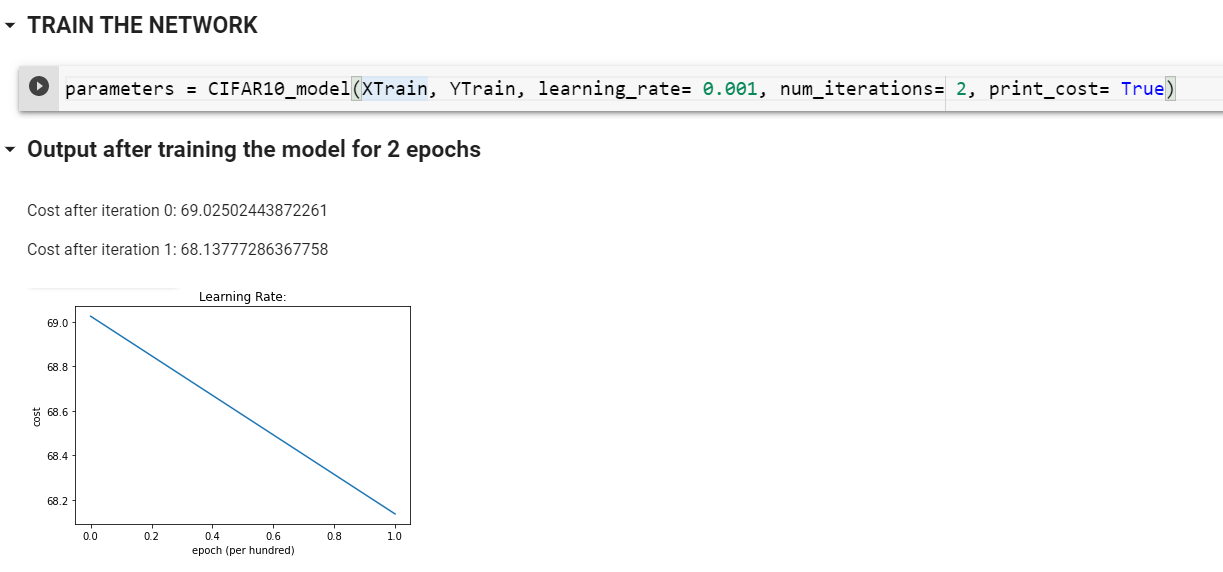 TRAIN THE NETWORK
parameters = CIFAR10_model(XTrain, YTrain, learning_rate= 0.001, num_iterations= 2, print_cost= True)
Output after training the model for 2 epochs
Cost after iteration 0: 69.02502443872261
Cost after iteration 1: 68.13777286367758
Learning Rate:
69.0
68.8
68.6
68.4
68.2
cost
0.0 0.2 0.4 0.6 0.8 1.0
epoch (per hundred)